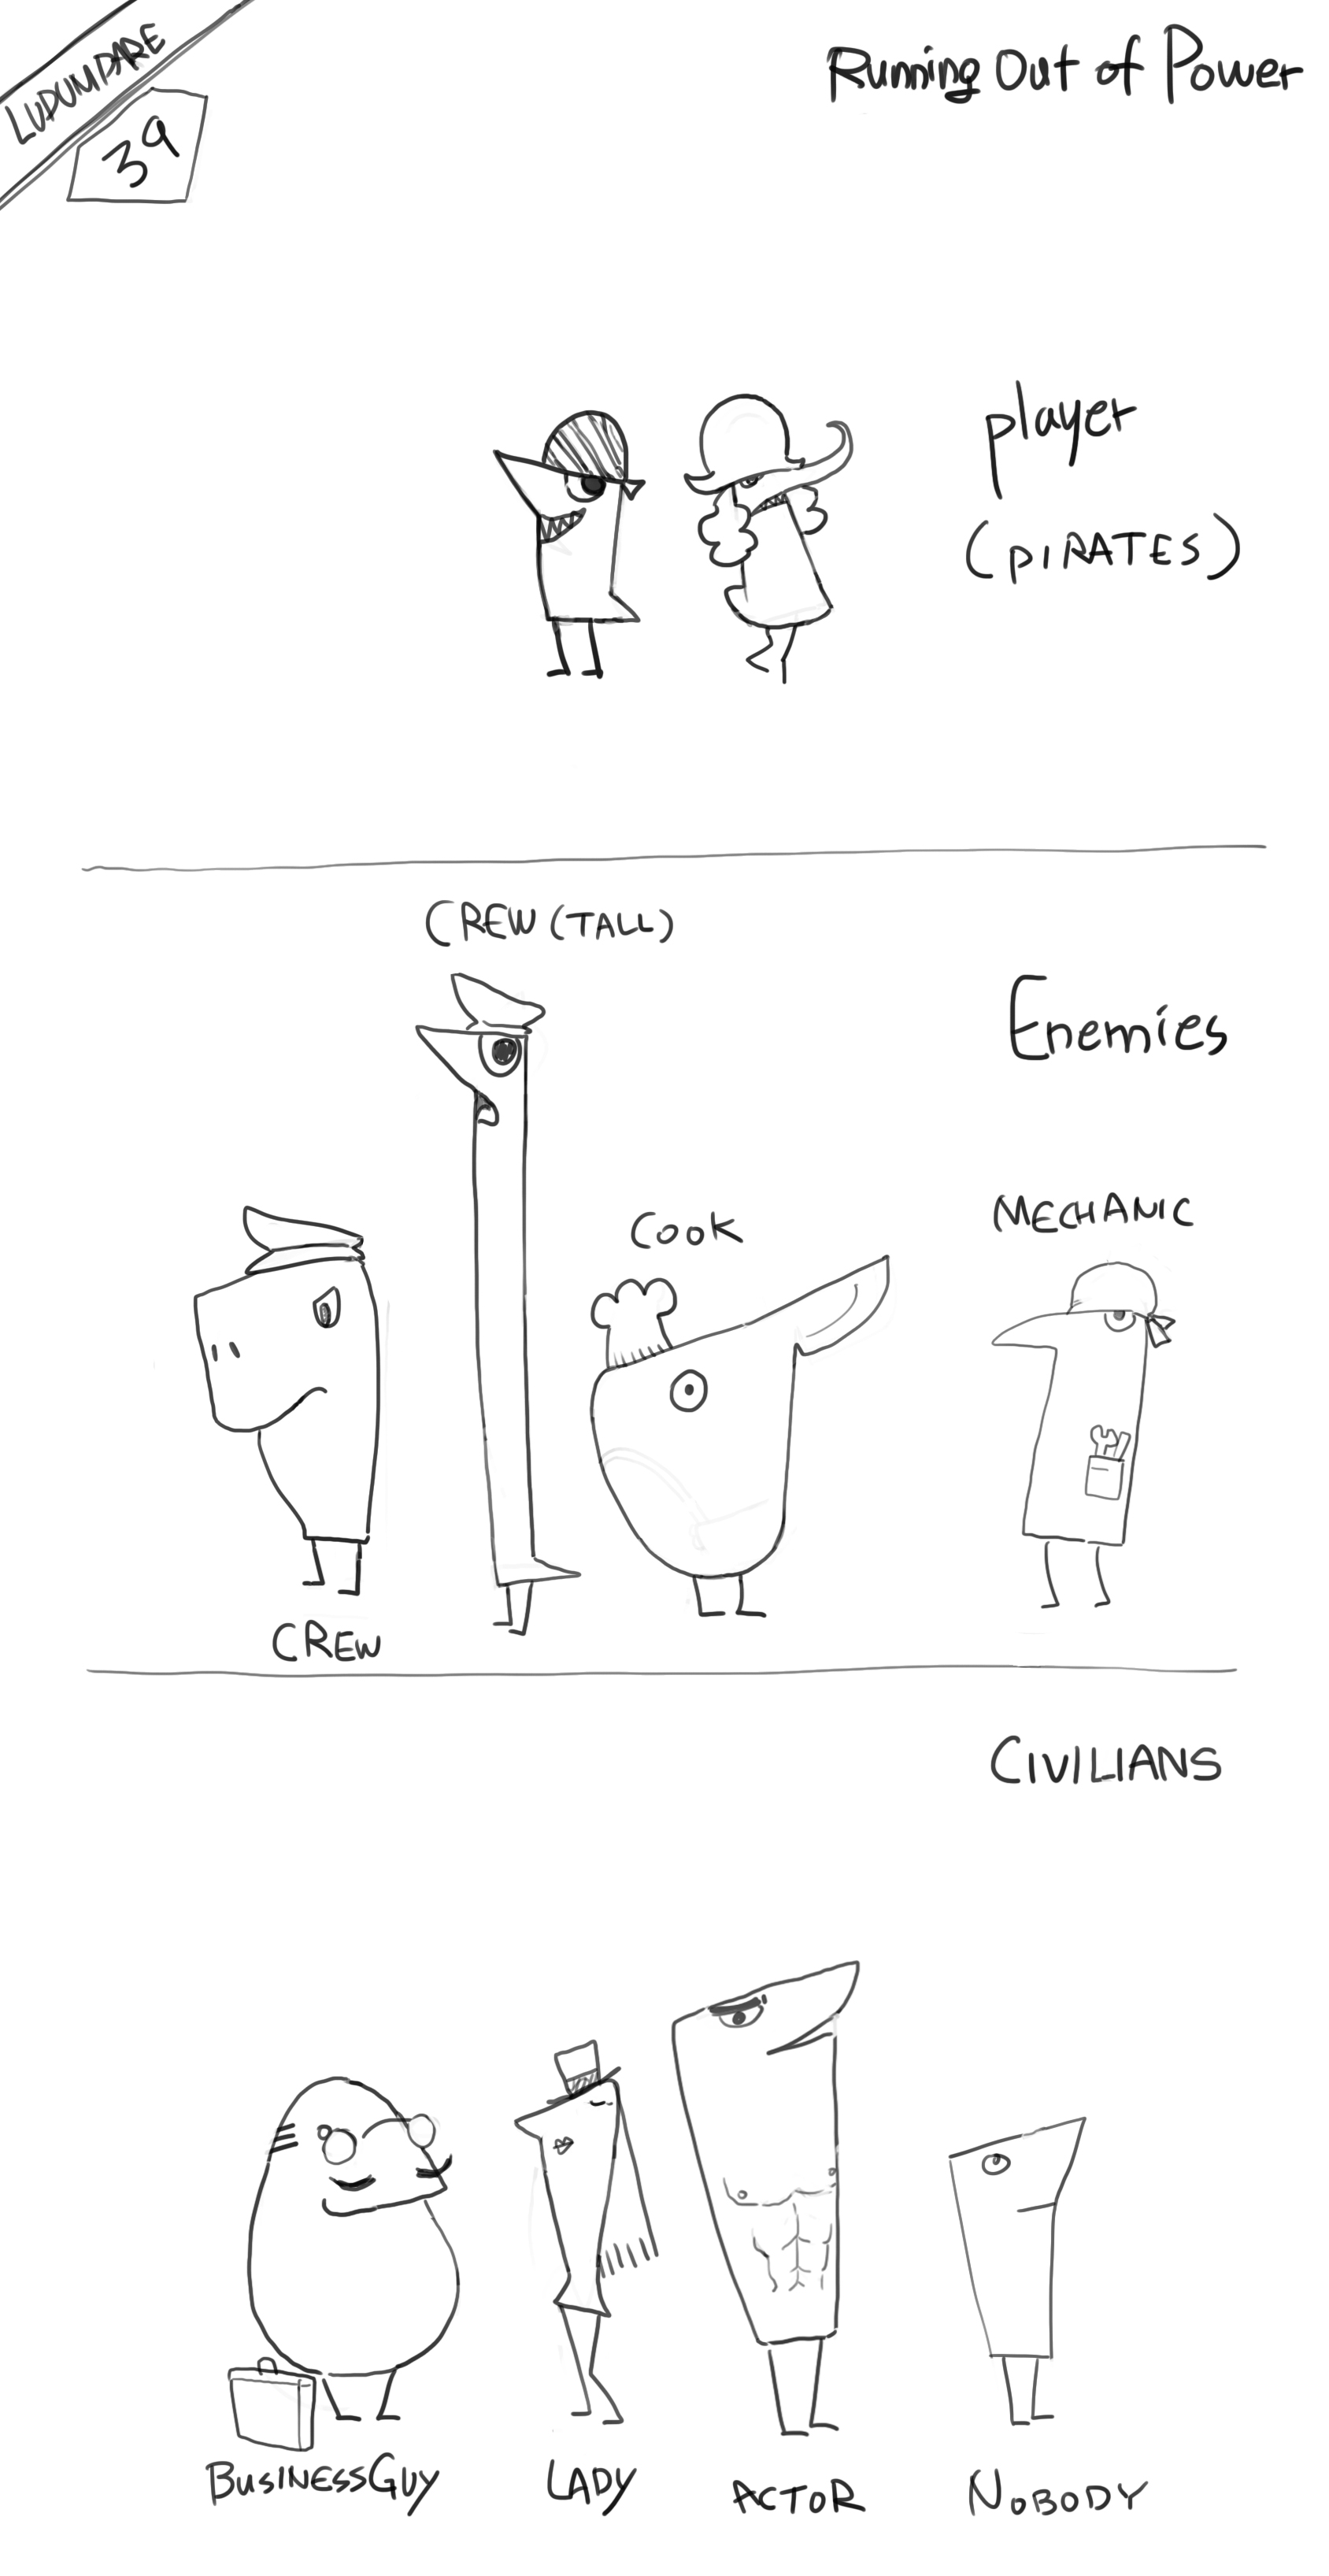 LUDUMDARE
39
Running Out of Power
player
(PIRATES)
CREW (TALL)
Enemies
MECHANIC
COOK
CREW
CIVILIANS
BUSINESSGUY
LADY
ACTOR
NOBODY